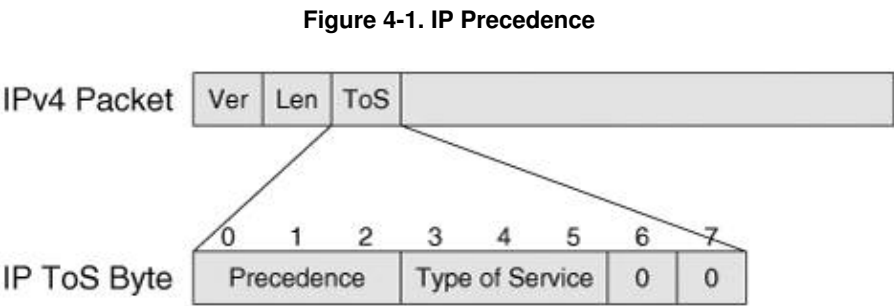 Figure 4-1. IP Precedence
IPv4 Packet Ver Len ToS
0 1 2 3 4 5 6 7
IP ToS Byte Precedence Type of Service 0 0